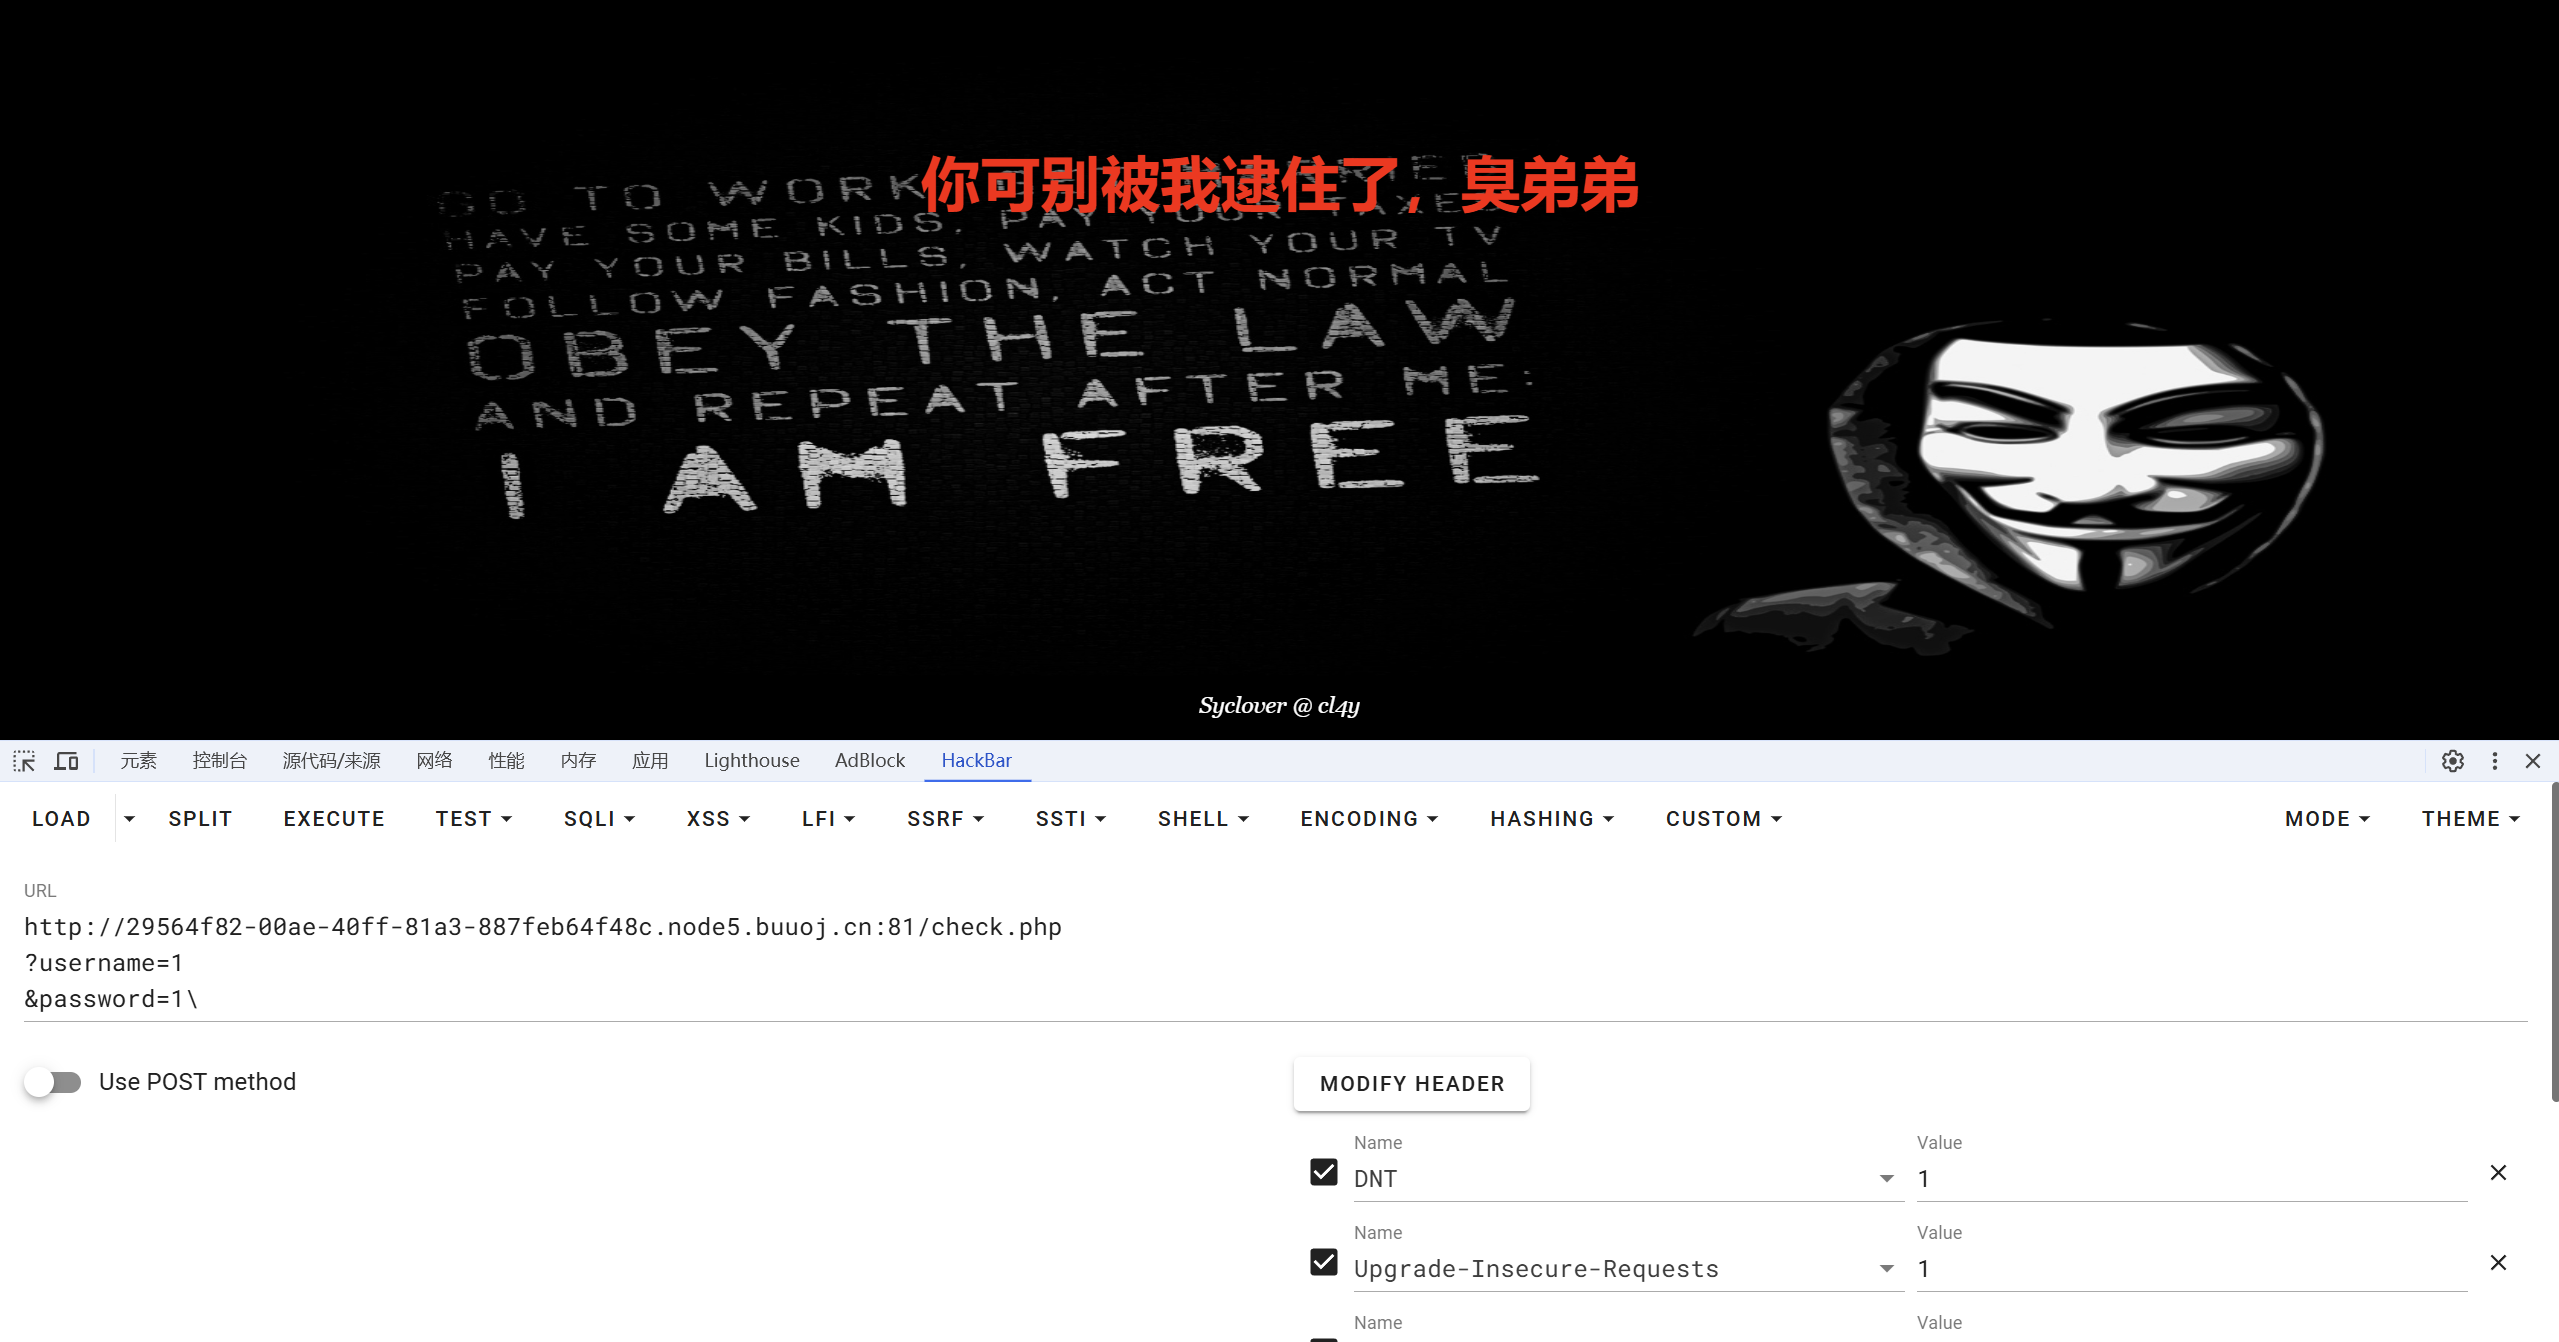 你可别被我逮住了，臭弟弟
GO TO WORK,
HAVE SOME KIDS, PAY YOUR TAXES
PAY YOUR BILLS, WATCH YOUR TV
FOLLOW FASHION, ACT NORMAL
OBEY THE LAW
AND REPEAT AFTER ME:
I AM FREE
Syclover @ cl4y
元素 控制台 源代码/来源 网络 性能 内存 应用 Lighthouse AdBlock HackBar
LOAD SPLIT EXECUTE TEST SQLI XSS LFI SSRF SSTI SHELL ENCODING HASHING CUSTOM MODE THEME
URL
http://29564f82-00ae-40ff-81a3-887feb64f48c.node5.buuoj.cn:81/check.php
?username=1
&password=1\
Use POST method
MODIFY HEADER
Name Value
DNT 1
Name Value
Upgrade-Insecure-Requests 1
Name Value